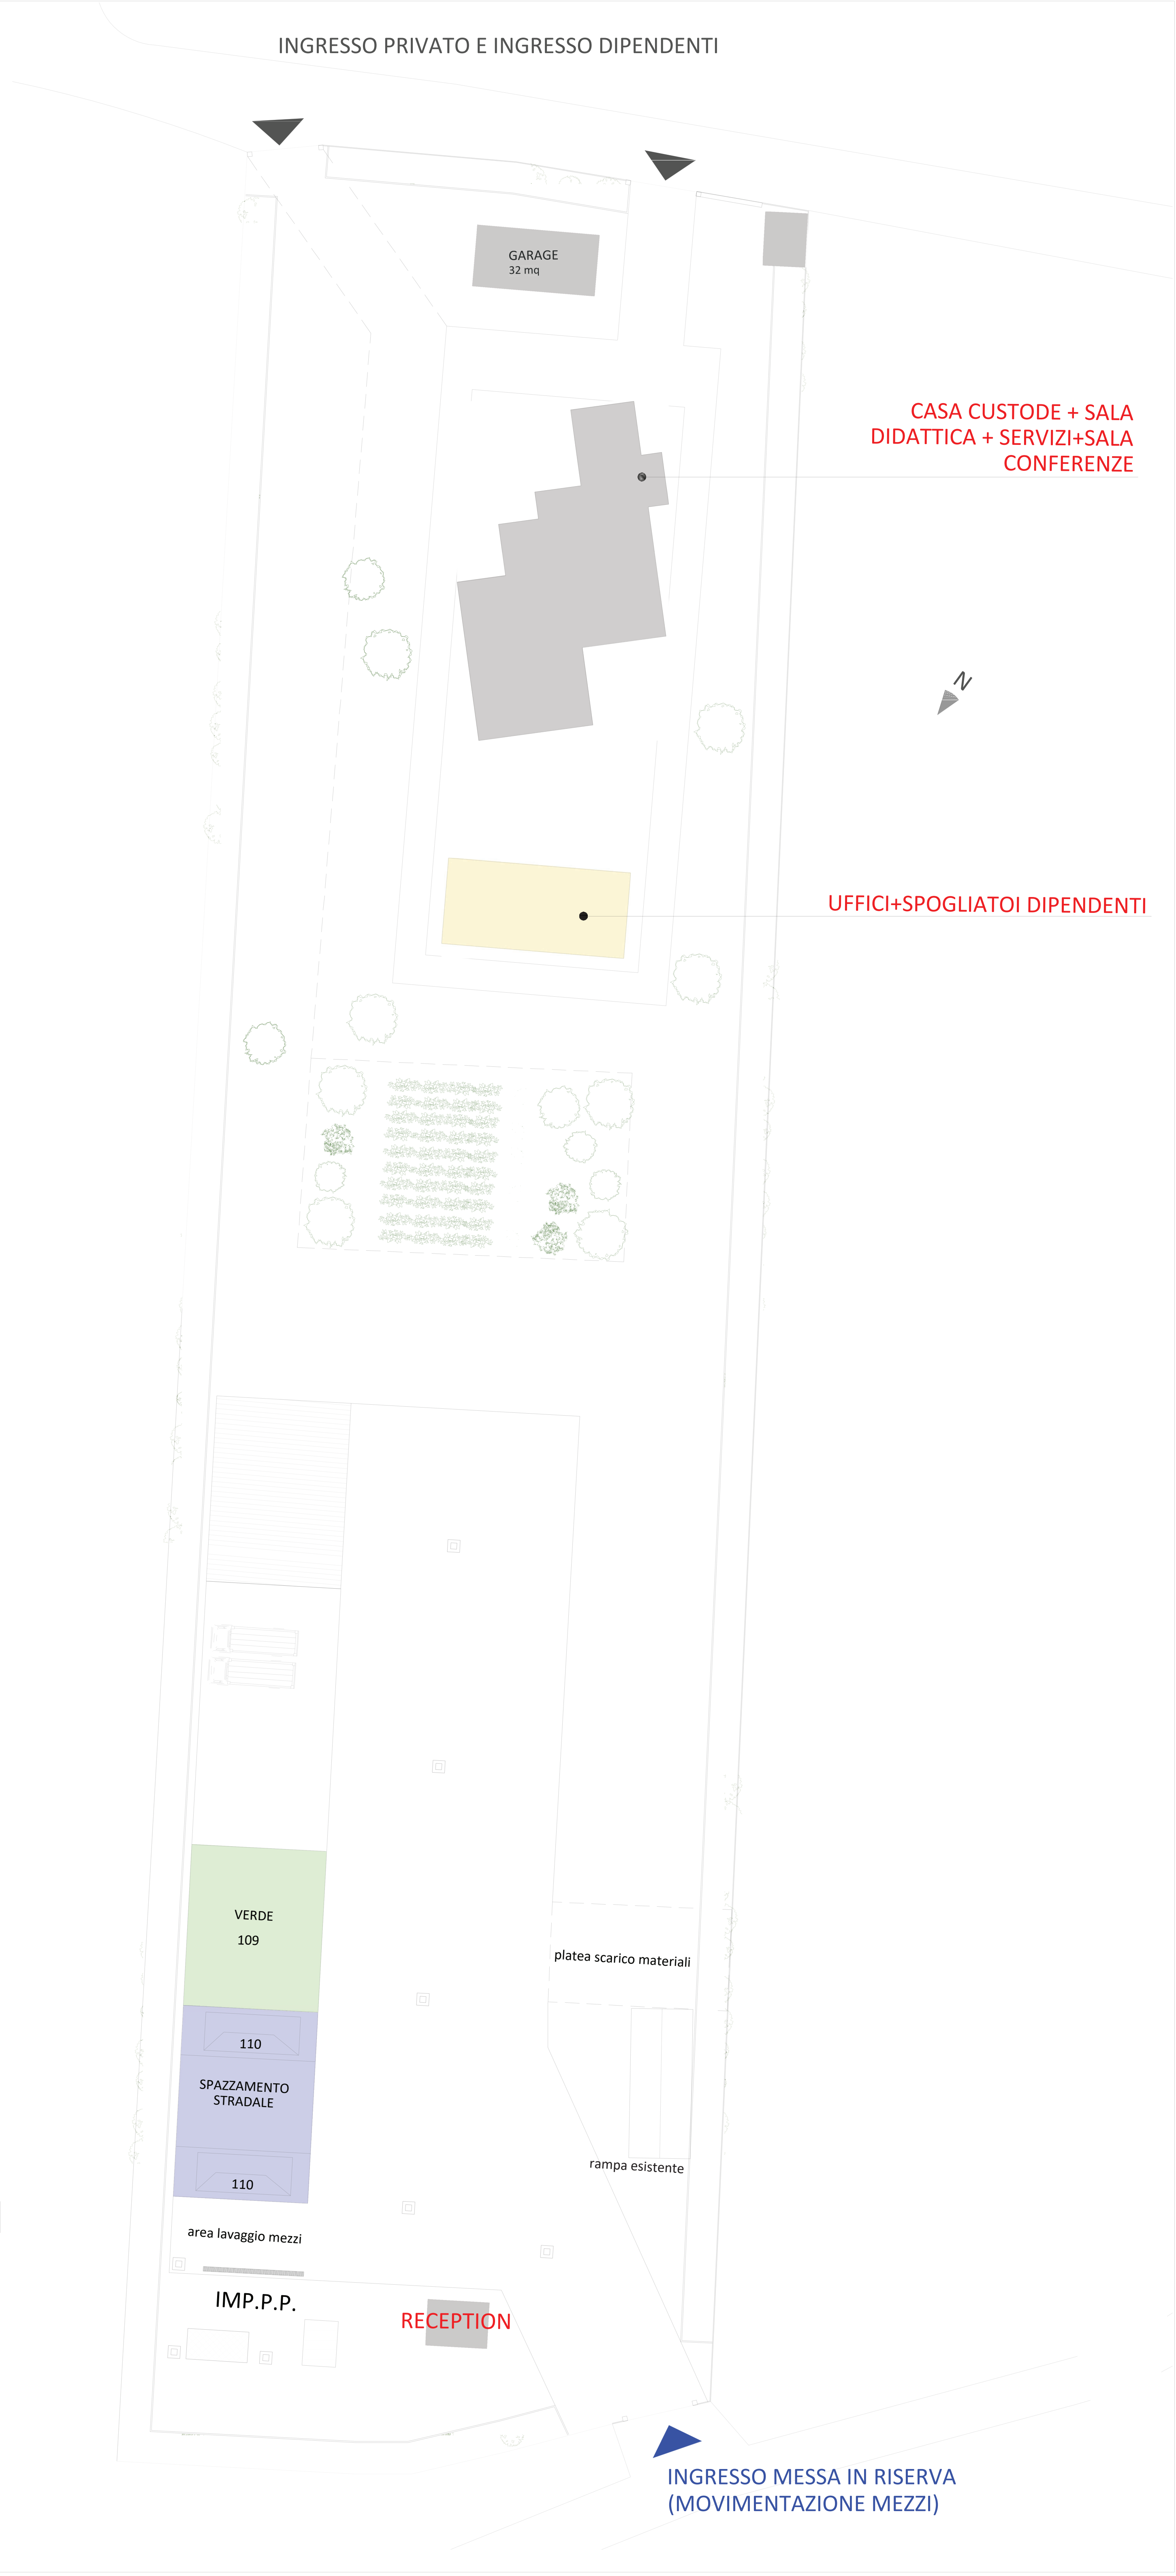 INGRESSO PRIVATO E INGRESSO DIPENDENTI
GARAGE
32 mq
CASA CUSTODE + SALA
DIDATTICA + SERVIZI+SALA
CONFERENZE
N
UFFICI+SPOGLIATOI DIPENDENTI
VERDE
109
platea scarico materiali
110
SPAZZAMENTO
STRADALE
rampa esistente
110
area lavaggio mezzi
IMP.P.P.
RECEPTION
INGRESSO MESSA IN RISERVA
(MOVIMENTAZIONE MEZZI)